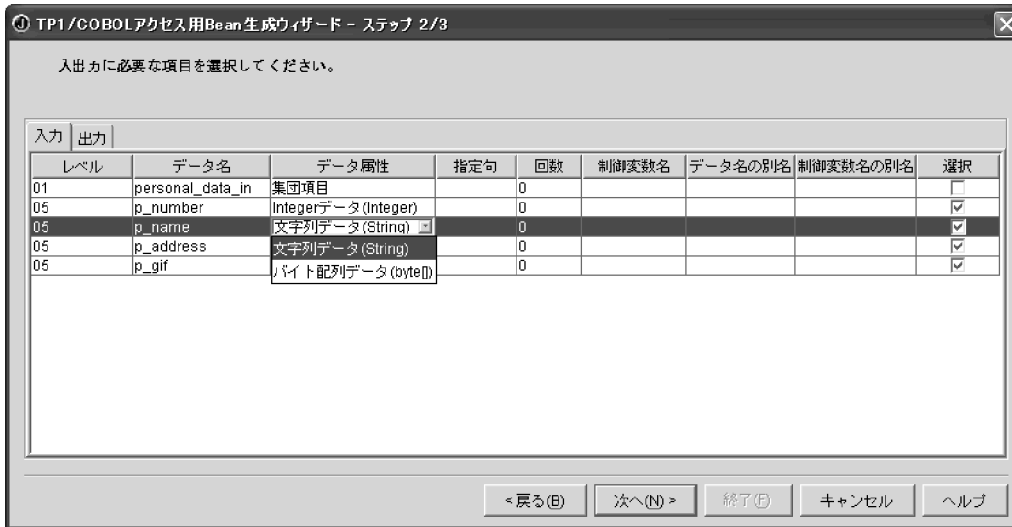 TP1/COBOLアクセス用Bean生成ウィザード - ステップ 2/3
入出力に必要な項目を選択してください。
入力 出力
レベル データ名 データ属性 指定句 回数 制御変数名 データ名の別名 制御変数名の別名 選択
01 personal_data_in 集団項目 0
05 p_number Integerデータ(Integer) 0
05 p_name 文字列データ(String) 0
05 p_address 文字列データ(String) 0
05 p_gif バイト配列データ(byte[]) 0
<戻る(B) 次へ(N) > 終了(F) キャンセル ヘルプ